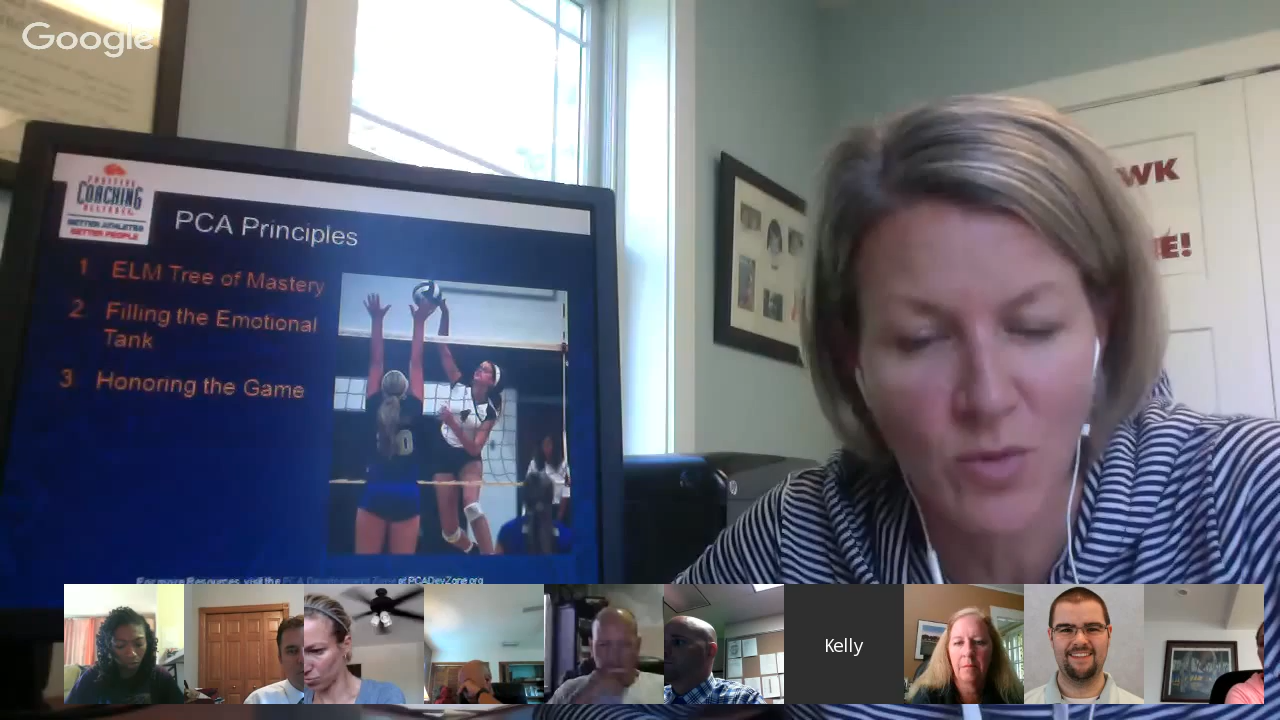 Google
POSITIVE
COACHING
ALLIANCE
BETTER ATHLETES
BETTER PEOPLE
PCA Principles
1 ELM Tree of Mastery
2 Filling the Emotional
Tank
3 Honoring the Game
For more Resources, visit the PCA Development Zone at PCADevZone.org
WK
E!
Kelly